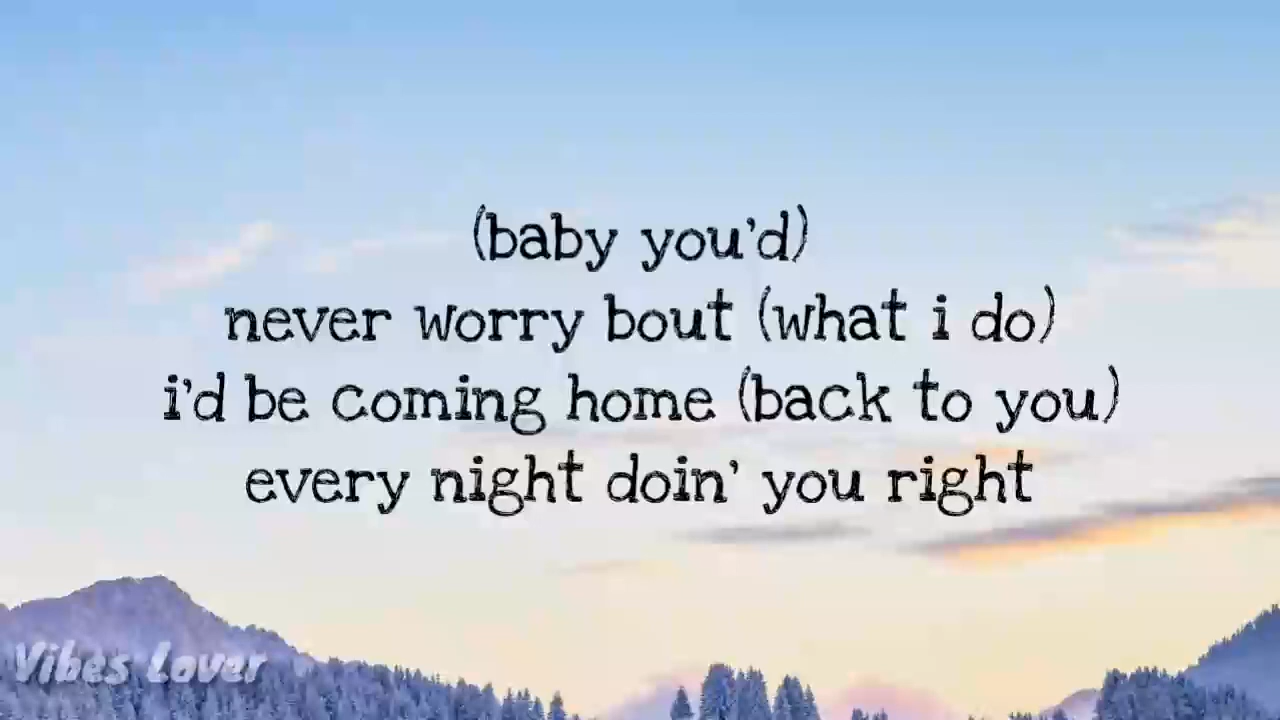 (baby you'd)
never worry bout (what i do)
i'd be coming home (back to you)
every night doin' you right
Vibes Lover